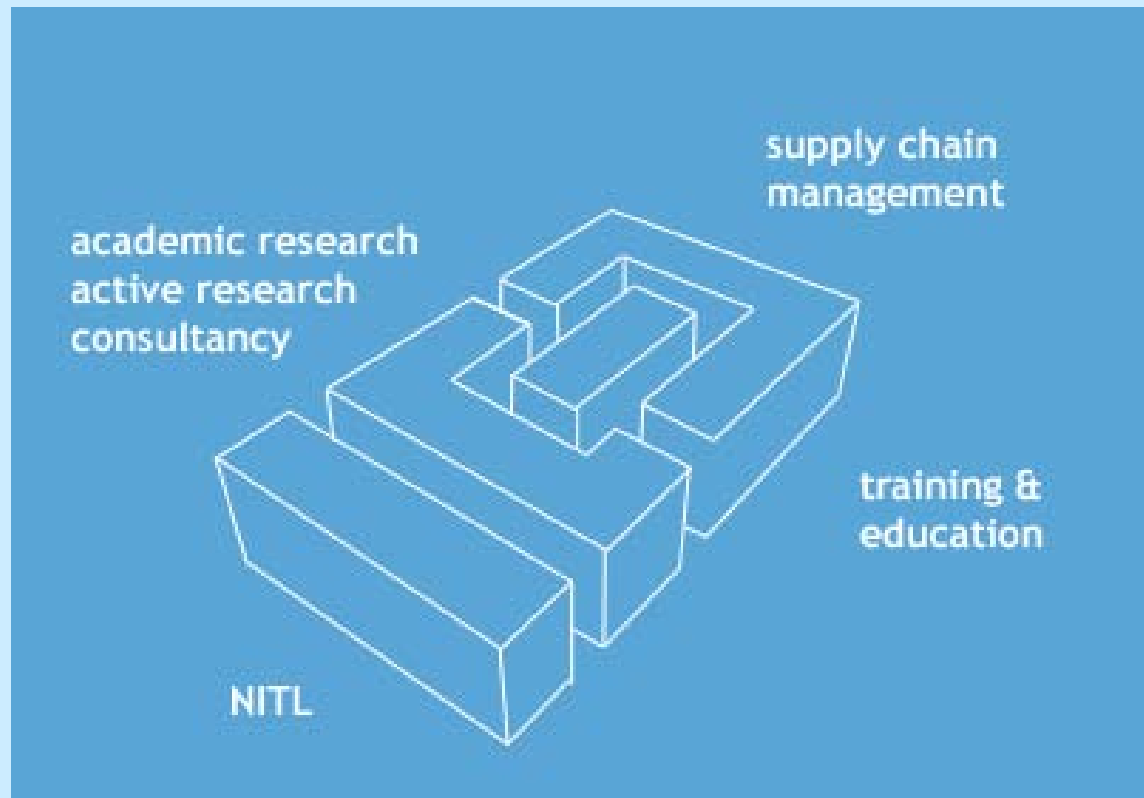 supply chain
management
academic research
active research
consultancy
training &
education
NITL